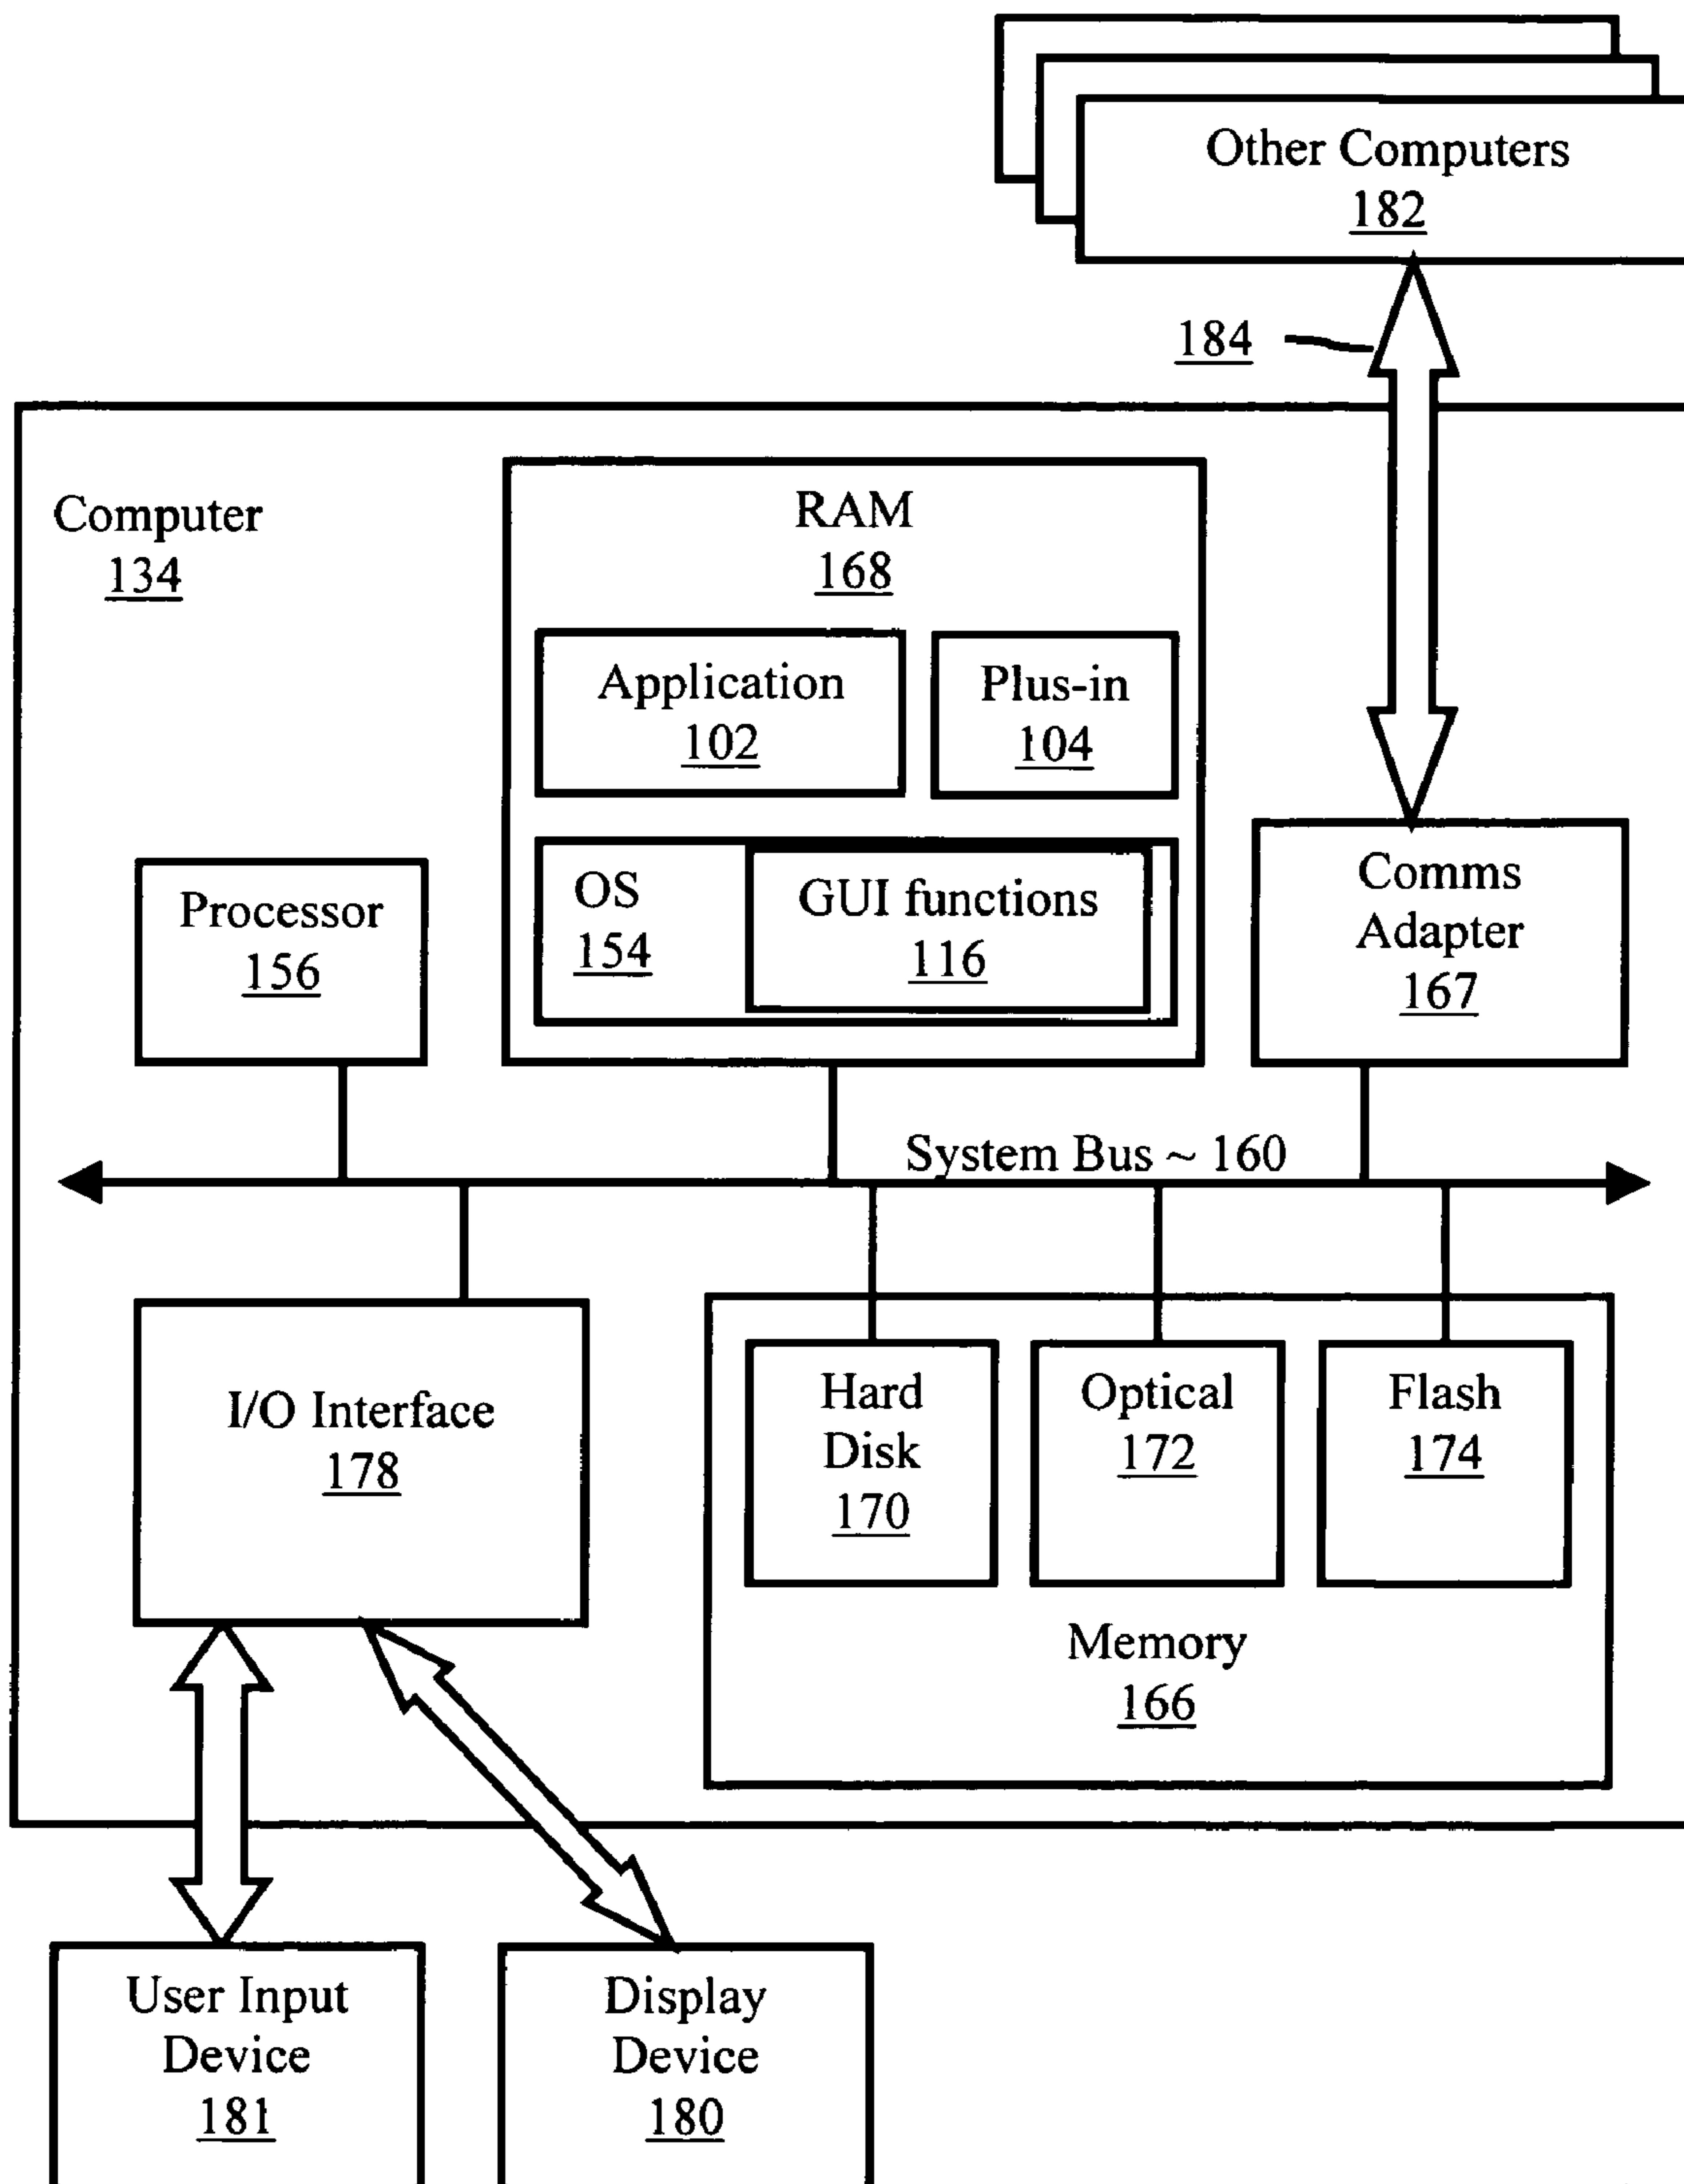 Other Computers
182
184
Computer
134
RAM
168
Application
102
Plus-in
104
OS
154
GUI functions
116
Processor
156
Comms
Adapter
167
System Bus ~ 160
I/O Interface
178
Hard
Disk
170
Optical
172
Flash
174
Memory
166
User Input
Device
181
Display
Device
180